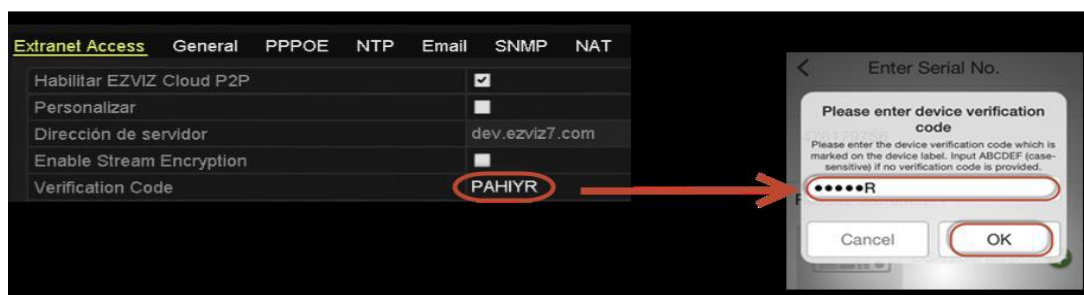 Extranet Access General PPPOE NTP Email SNMP NAT
Habilitar EZVIZ Cloud P2P
Personalizar
Dirección de servidor dev.ezviz7.com
Enable Stream Encryption
Verification Code PAHIYR
Enter Serial No.
Please enter device verification
code
Please enter the device verification code which is
marked on the device label. Input ABCDEF (case-
sensitive) if no verification code is provided.
•••••R
Cancel OK